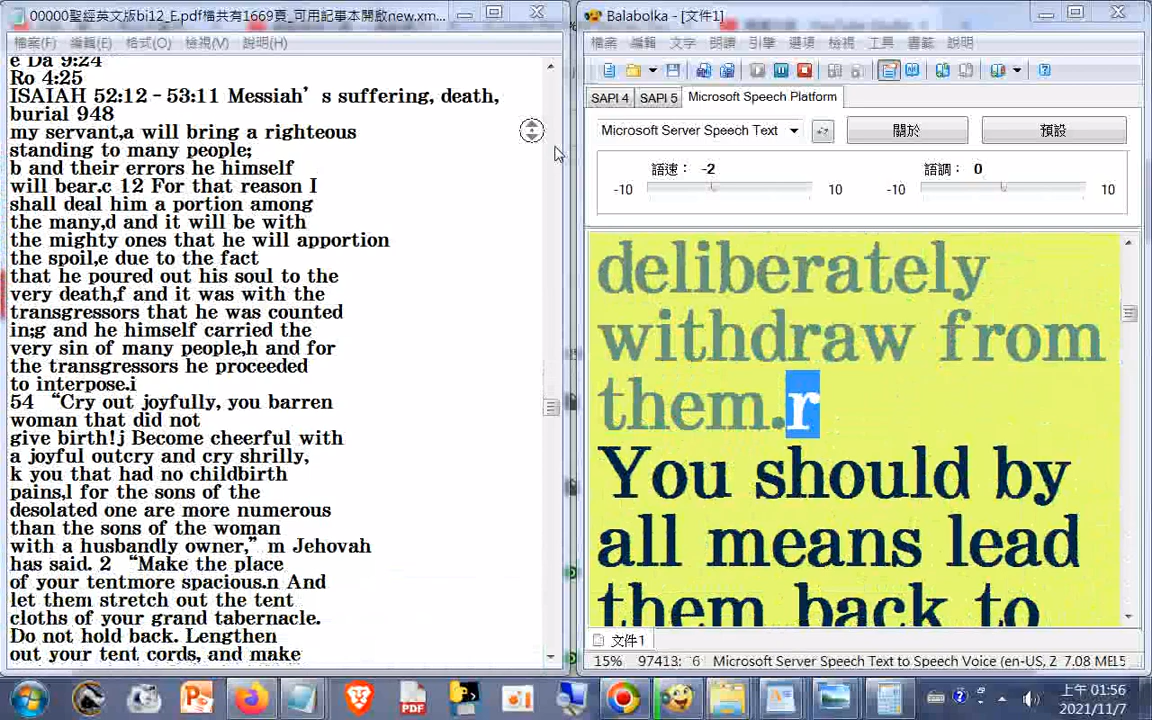 00000聖經英文版bi12_E.pdf檔共有1669頁_可用記事本開啟new.xm...
檔案(F) 編輯(E) 格式(O) 檢視(V) 說明(H)
e Da 9:24
Ro 4:25
ISAIAH 52:12–53:11 Messiah's suffering, death,
burial 948
my servant,a will bring a righteous
standing to many people;
b and their errors he himself
will bear.c 12 For that reason I
shall deal him a portion among
the many,d and it will be with
the mighty ones that he will apportion
the spoil,e due to the fact
that he poured out his soul to the
very death,f and it was with the
transgressors that he was counted
in;g and he himself carried the
very sin of many people,h and for
the transgressors he proceeded
to interpose.i
54 “Cry out joyfully, you barren
woman that did not
give birth!j Become cheerful with
a joyful outcry and cry shrilly,
k you that had no childbirth
pains,l for the sons of the
desolated one are more numerous
than the sons of the woman
with a husbandly owner,”m Jehovah
has said. 2 “Make the place
of your tentmore spacious.n And
let them stretch out the tent
cloths of your grand tabernacle.
Do not hold back. Lengthen
out your tent cords, and make
Balabolka - [文件1]
檔案 編輯 文字 朗讀 引擎 選項 檢視 工具 書籤 說明
SAPI 4 SAPI 5 Microsoft Speech Platform
Microsoft Server Speech Text 關於 預設
語速： -2 語調： 0
-10 10 -10 10
deliberately
withdraw from
them.r
You should by
all means lead
them back to
文件1
15% 97413: 6 Microsoft Server Speech Text to Speech Voice (en-US, Z 7.08 МБ
上午 01:56
2021/11/7